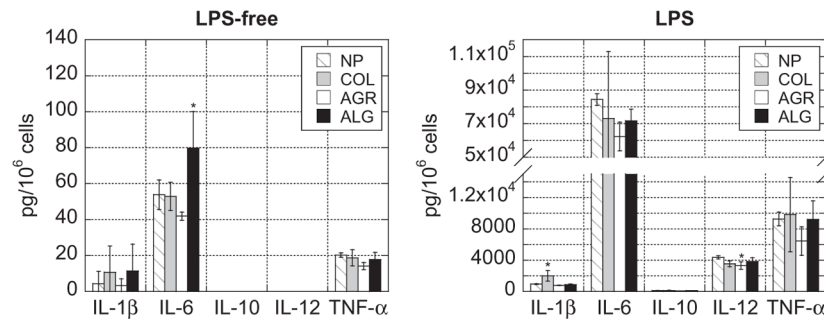 LPS-free
140
120
100
80
60
40
20
0
pg/10⁶ cells
NP
COL
AGR
ALG
*
IL-1β IL-6 IL-10 IL-12 TNF-α
LPS
1.1x10⁵
9x10⁴
7x10⁴
5x10⁴
1.2x10⁴
8000
4000
0
pg/10⁶ cells
NP
COL
AGR
ALG
*
*
IL-1β IL-6 IL-10 IL-12 TNF-α